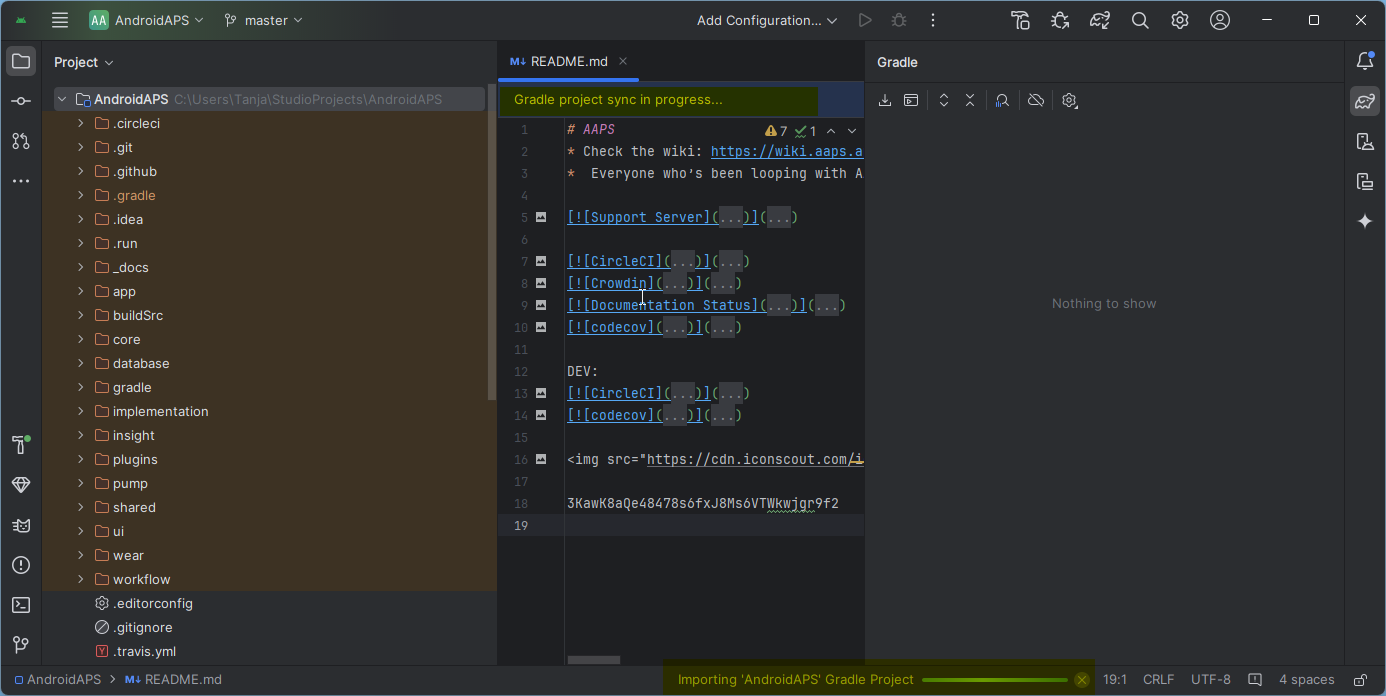 AA AndroidAPS master Add Configuration...
Project
README.md
Gradle
AndroidAPS C:\Users\Tanja\StudioProjects\AndroidAPS
.circleci
.git
.github
.gradle
.idea
.run
_docs
app
buildSrc
core
database
gradle
implementation
insight
plugins
pump
shared
ui
wear
workflow
.editorconfig
.gitignore
Y .travis.yml
Gradle project sync in progress...
7 1
1 # AAPS
2 * Check the wiki: https://wiki.aaps.a
3 *  Everyone who's been looping with A
4
5 [![Support Server](...)](...)
6
7 [![CircleCI](...)](...)
8 [![Crowdin](...)](...)
9 [![Documentation Status](...)](...)
10 [![codecov](...)](...)
11
12 DEV:
13 [![CircleCI](...)](...)
14 [![codecov](...)](...)
15
16 <img src="https://cdn.iconscout.com/i
17
18 3KawK8aQe48478s6fxJ8Ms6VTWkwjgr9f2
19
Nothing to show
AndroidAPS > M↓ README.md
Importing 'AndroidAPS' Gradle Project
19:1 CRLF UTF-8 4 spaces